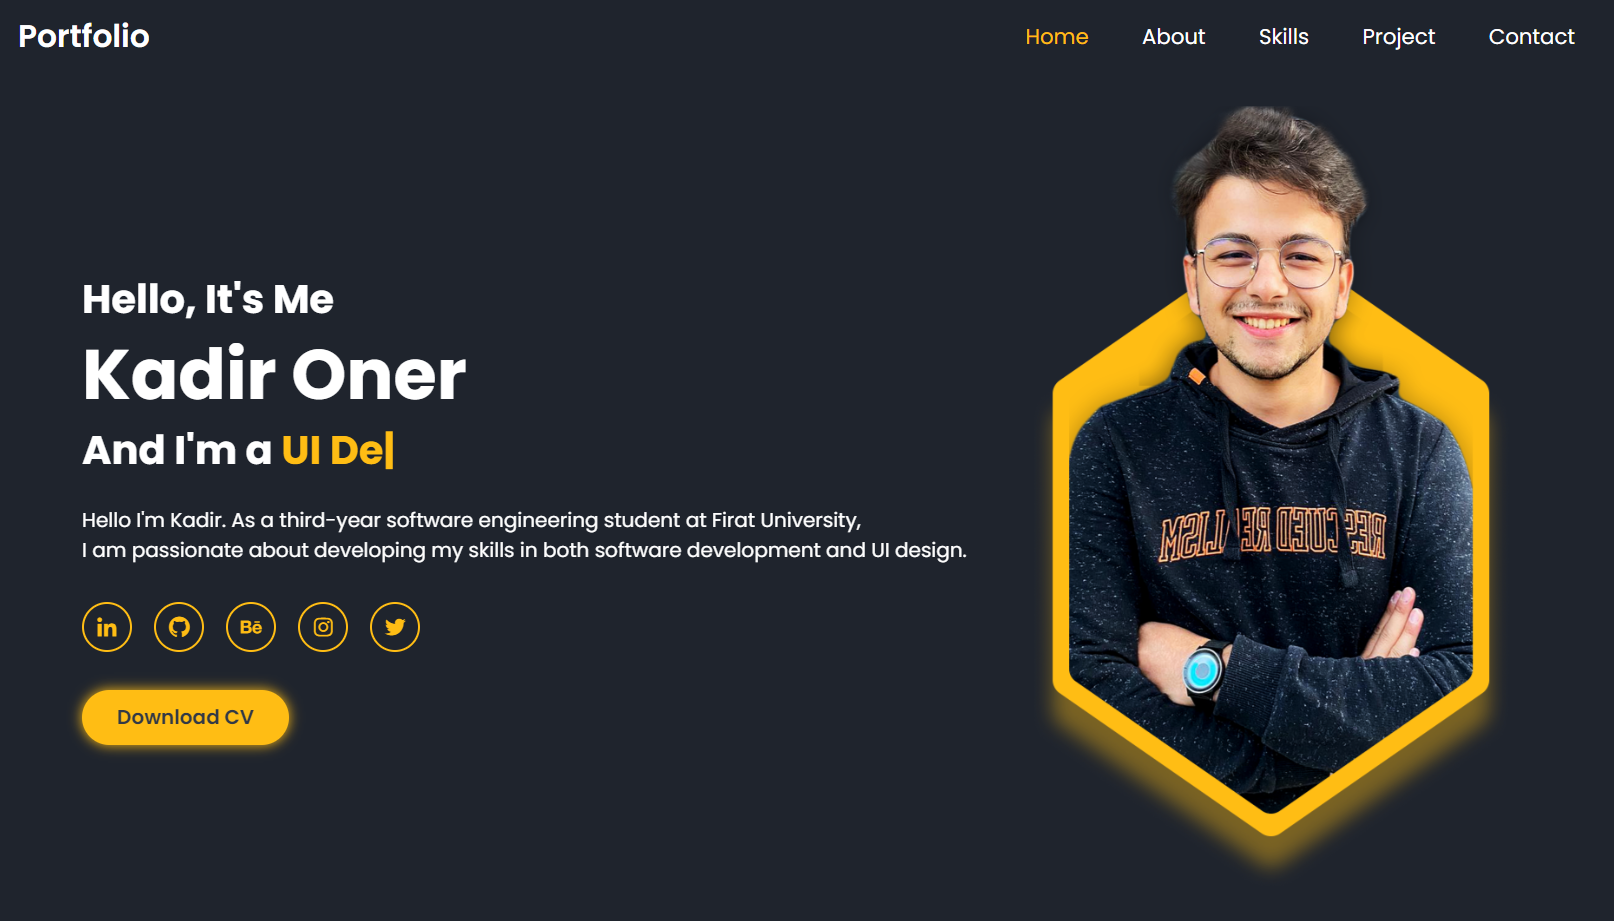 Portfolio
Home About Skills Project Contact
Hello, It's Me
Kadir Oner
And I'm a UI De|
Hello I'm Kadir. As a third-year software engineering student at Firat University,
I am passionate about developing my skills in both software development and UI design.
in Bē
Download CV
RESCUED